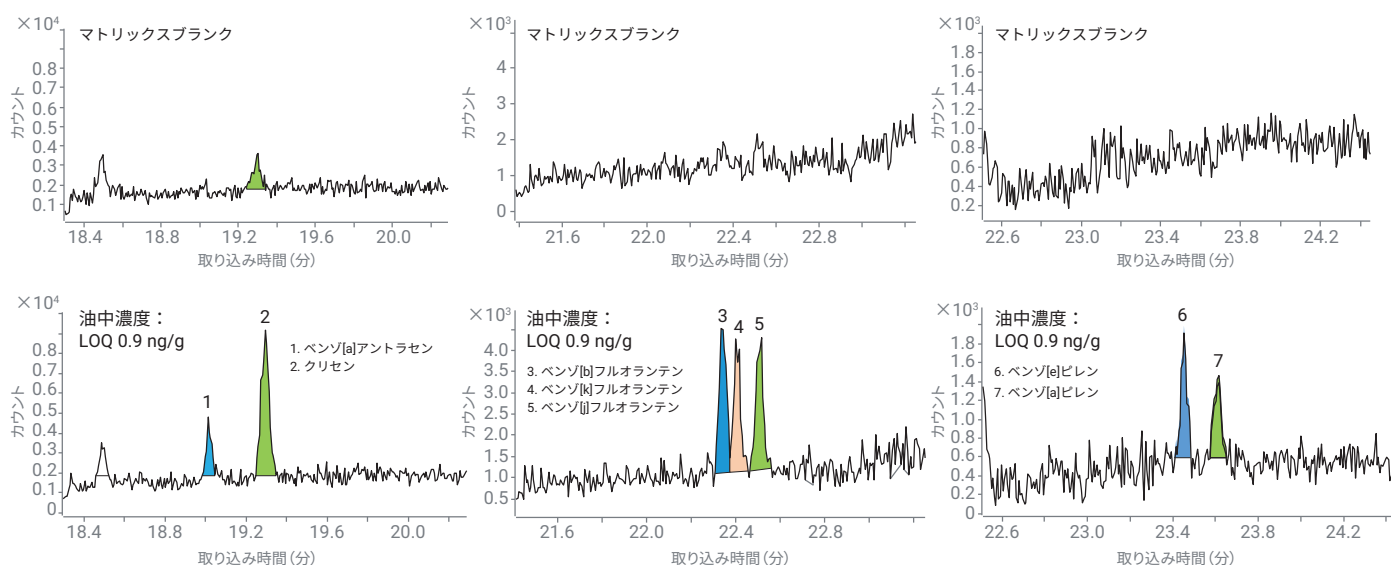 ×10⁴
マトリックスブランク
0.8
0.7
0.6
0.5
0.4
0.3
0.2
0.1
カウント
18.4 18.8 19.2 19.6 20.0
取り込み時間（分）
×10³
マトリックスブランク
4
3
2
1
0
カウント
21.6 22.0 22.4 22.8
取り込み時間（分）
×10³
マトリックスブランク
1.8
1.6
1.4
1.2
1.0
0.8
0.6
0.4
0.2
カウント
22.6 23.0 23.4 23.8 24.2
取り込み時間（分）
×10⁴
油中濃度：
LOQ 0.9 ng/g
1. ベンゾ[a]アントラセン
2. クリセン
1
2
0.9
0.8
0.7
0.6
0.5
0.4
0.3
0.2
0.1
0
カウント
18.4 18.8 19.2 19.6 20.0
取り込み時間（分）
×10³
油中濃度：
LOQ 0.9 ng/g
3. ベンゾ[b]フルオランテン
4. ベンゾ[k]フルオランテン
5. ベンゾ[j]フルオランテン
3
4
5
4.0
3.5
3.0
2.5
2.0
1.5
1.0
0.5
カウント
21.6 22.0 22.4 22.8
取り込み時間（分）
×10³
油中濃度：
LOQ 0.9 ng/g
6. ベンゾ[e]ピレン
7. ベンゾ[a]ピレン
6
7
1.8
1.6
1.4
1.2
1.0
0.8
0.6
0.4
0.2
0
カウント
22.6 23.0 23.4 23.8 24.2
取り込み時間（分）